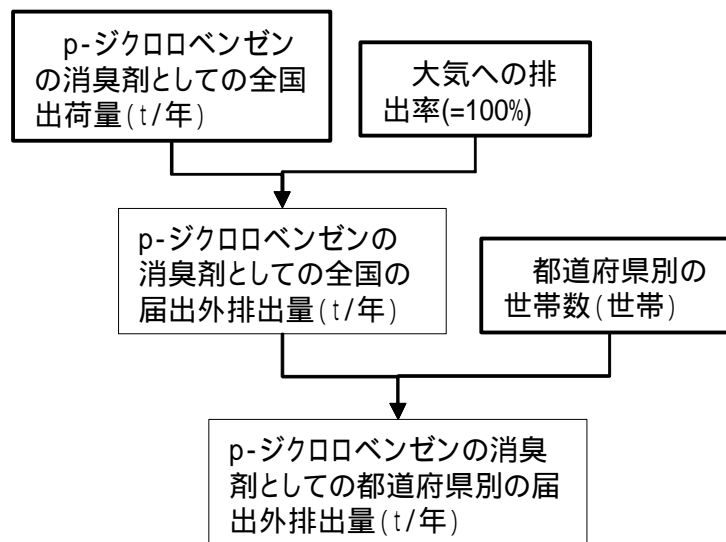 p-ジクロロベンゼン
の消臭剤としての全国
出荷量(t/年)
大気への排
出率(=100%)
p-ジクロロベンゼンの
消臭剤としての全国の
届出外排出量(t/年)
都道府県別の
世帯数(世帯)
p-ジクロロベンゼンの消臭
剤としての都道府県別の届
出外排出量(t/年)